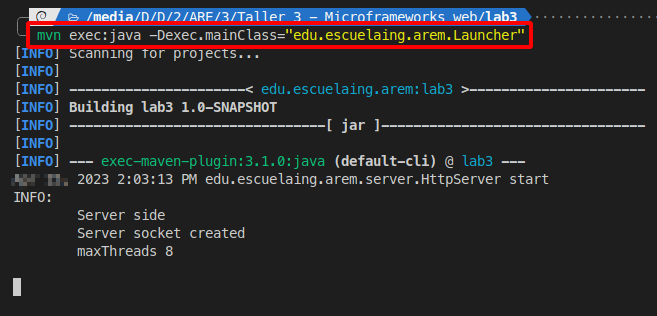 /media/D/D/2/ARE/3/Taller 3 - Microframeworks web/lab3
mvn exec:java -Dexec.mainClass="edu.escuelaing.arem.Launcher"
[INFO] Scanning for projects...
[INFO]
[INFO] ----------------------< edu.escuelaing.arem:lab3 >----------------------
[INFO] Building lab3 1.0-SNAPSHOT
[INFO] --------------------------------[ jar ]---------------------------------
[INFO]
[INFO] --- exec-maven-plugin:3.1.0:java (default-cli) @ lab3 ---
2023 2:03:13 PM edu.escuelaing.arem.server.HttpServer start
INFO:
Server side
Server socket created
maxThreads 8